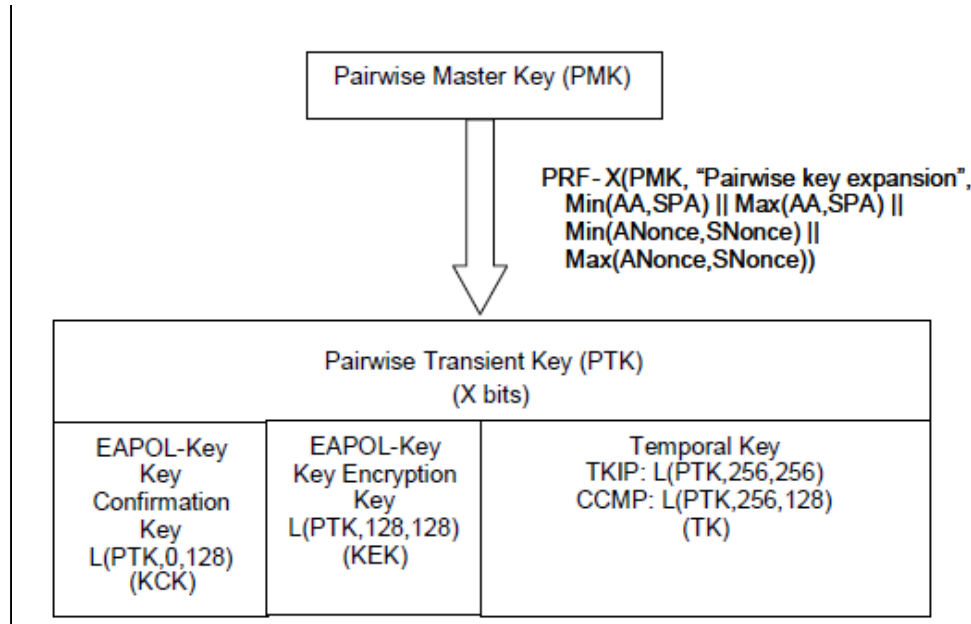 Pairwise Master Key (PMK)
PRF- X(PMK, “Pairwise key expansion”,
Min(AA,SPA) || Max(AA,SPA) ||
Min(ANonce,SNonce) ||
Max(ANonce,SNonce))
Pairwise Transient Key (PTK)
(X bits)
EAPOL-Key
Key
Confirmation
Key
L(PTK,0,128)
(KCK)
EAPOL-Key
Key Encryption
Key
L(PTK,128,128)
(KEK)
Temporal Key
TKIP: L(PTK,256,256)
CCMP: L(PTK,256,128)
(TK)